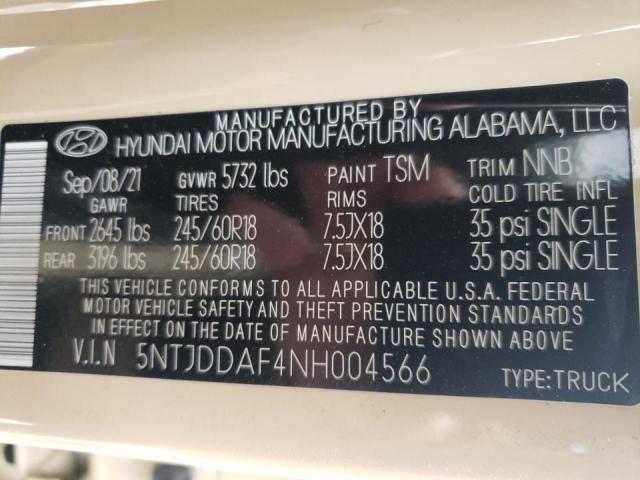 MANUFACTURED BY
HYUNDAI MOTOR MANUFACTURING ALABAMA, LLC
Sep/08/21 GVWR 5732 lbs PAINT TSM TRIM NNB
GAWR TIRES RIMS COLD TIRE INFL
FRONT 2645 lbs 245/60R18 7.5JX18 35 psi SINGLE
REAR 3196 lbs 245/60R18 7.5JX18 35 psi SINGLE
THIS VEHICLE CONFORMS TO ALL APPLICABLE U.S.A. FEDERAL
MOTOR VEHICLE SAFETY AND THEFT PREVENTION STANDARDS
IN EFFECT ON THE DATE OF MANUFACTURE SHOWN ABOVE
V.I.N 5NTJDDAF4NH004566
TYPE:TRUCK